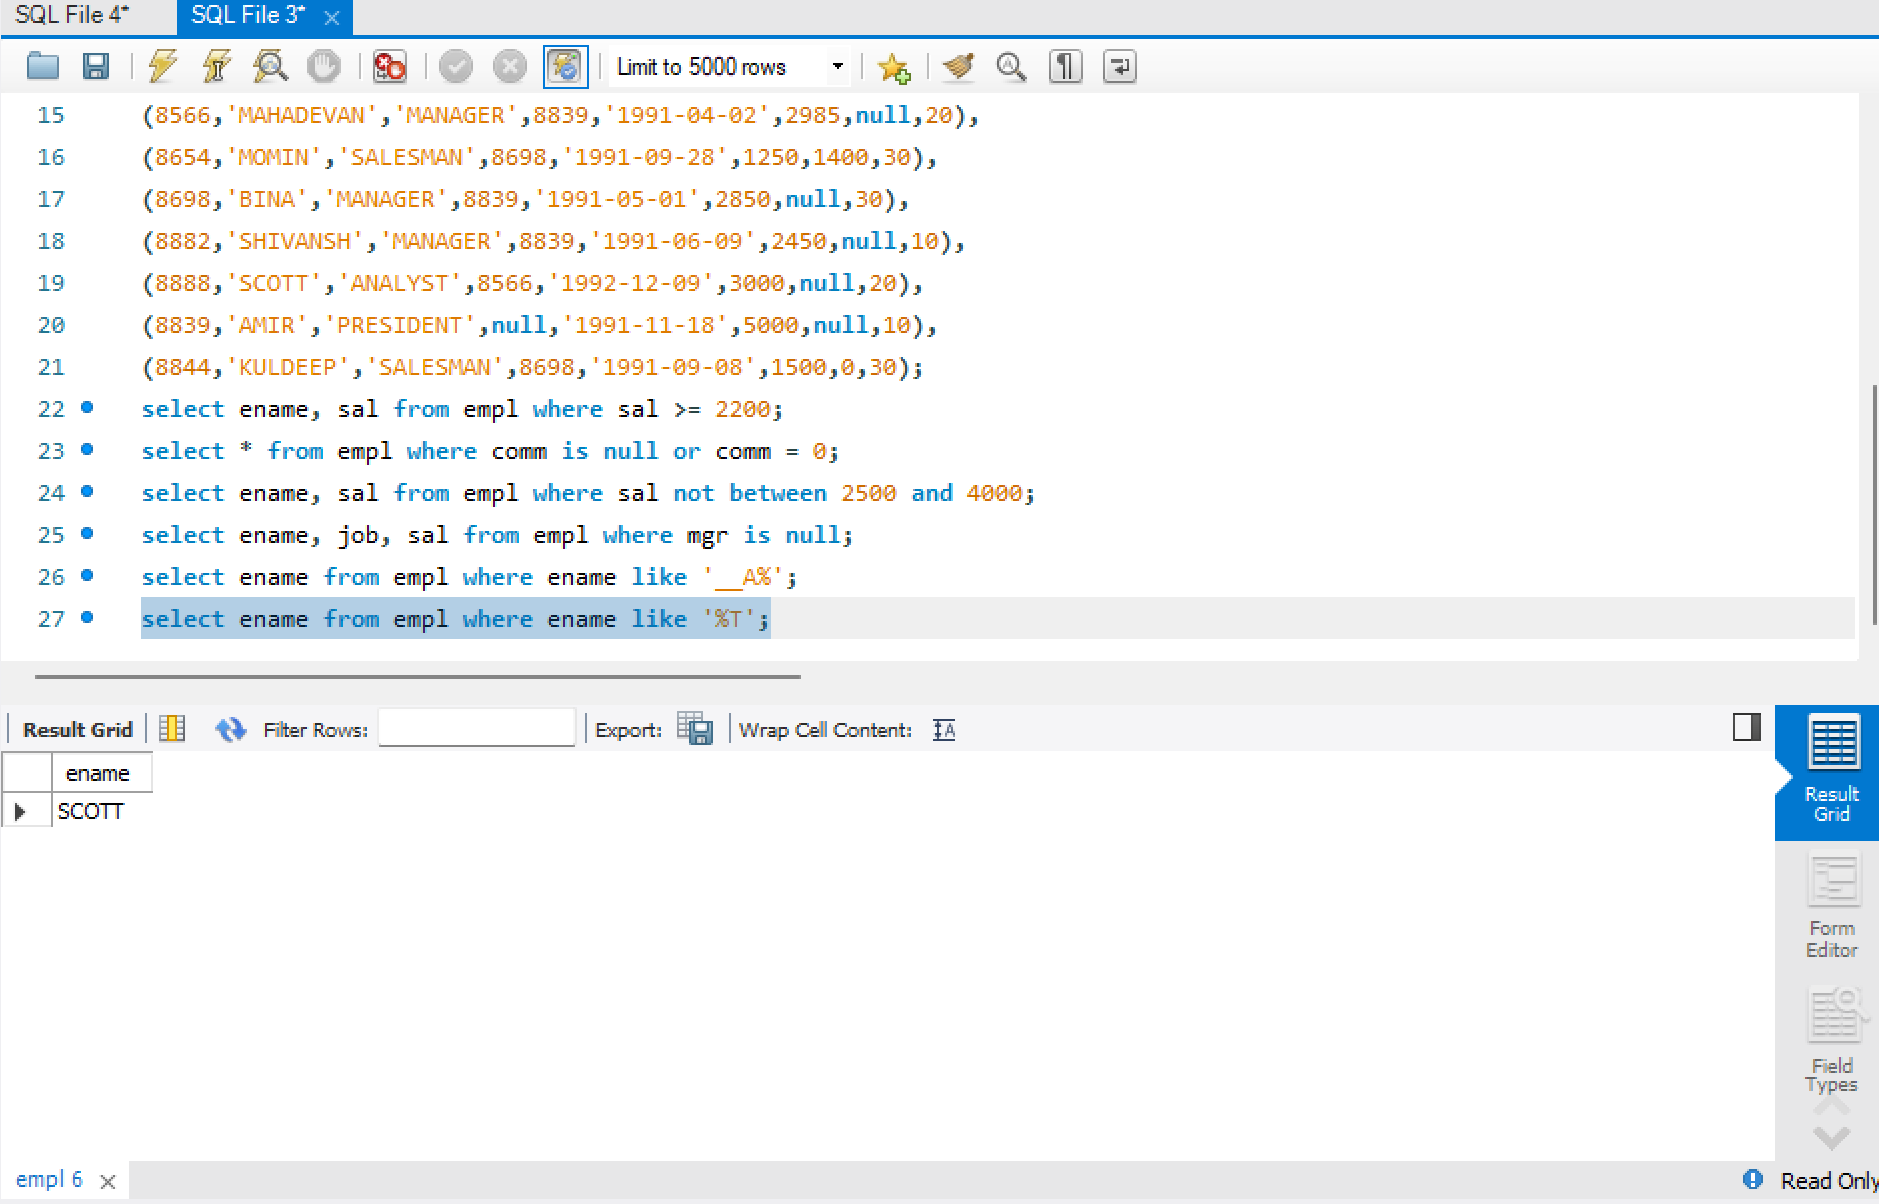 SQL File 4*
SQL File 3*
Limit to 5000 rows
15 (8566,'MAHADEVAN','MANAGER',8839,'1991-04-02',2985,null,20),
16 (8654,'MOMIN','SALESMAN',8698,'1991-09-28',1250,1400,30),
17 (8698,'BINA','MANAGER',8839,'1991-05-01',2850,null,30),
18 (8882,'SHIVANSH','MANAGER',8839,'1991-06-09',2450,null,10),
19 (8888,'SCOTT','ANALYST',8566,'1992-12-09',3000,null,20),
20 (8839,'AMIR','PRESIDENT',null,'1991-11-18',5000,null,10),
21 (8844,'KULDEEP','SALESMAN',8698,'1991-09-08',1500,0,30);
22 select ename, sal from empl where sal >= 2200;
23 select * from empl where comm is null or comm = 0;
24 select ename, sal from empl where sal not between 2500 and 4000;
25 select ename, job, sal from empl where mgr is null;
26 select ename from empl where ename like '__A%';
27 select ename from empl where ename like '%T';
Result Grid Filter Rows: Export: Wrap Cell Content:
ename
SCOTT
Result
Grid
Form
Editor
Field
Types
empl 6
Read Only